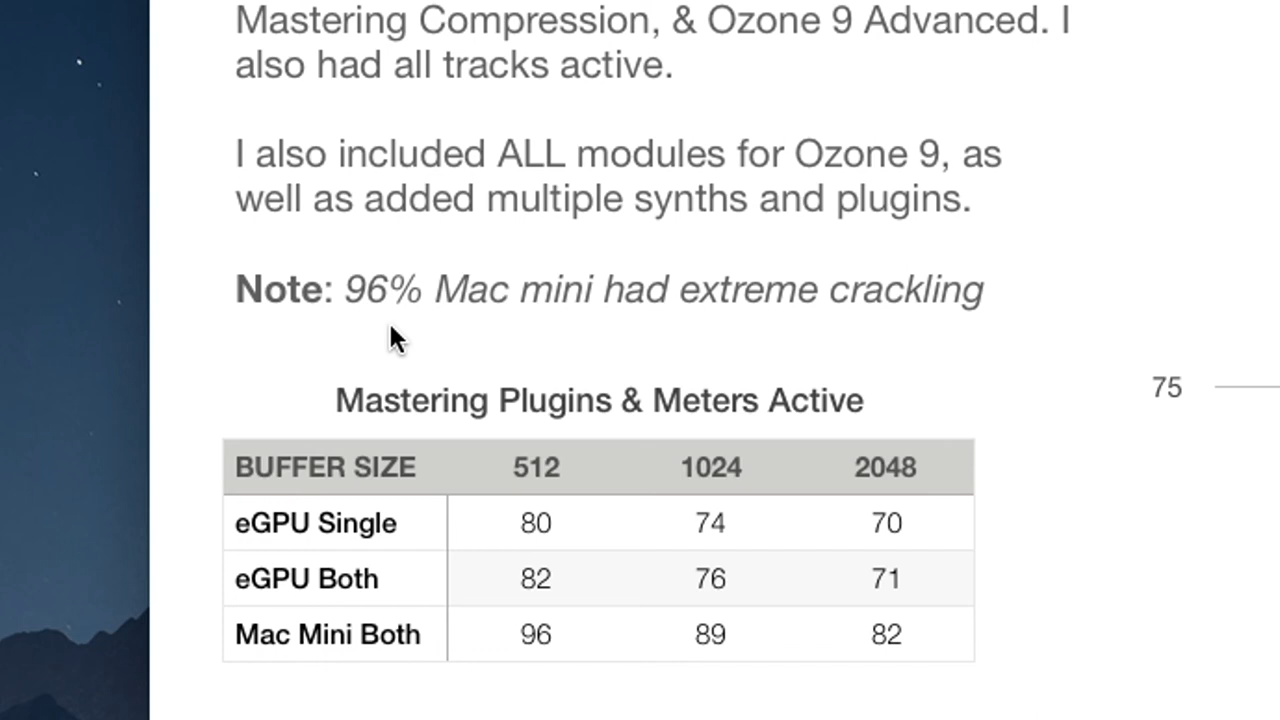 Mastering Compression, & Ozone 9 Advanced. I
also had all tracks active.
I also included ALL modules for Ozone 9, as
well as added multiple synths and plugins.
Note: 96% Mac mini had extreme crackling
Mastering Plugins & Meters Active
75
BUFFER SIZE 512 1024 2048
eGPU Single 80 74 70
eGPU Both 82 76 71
Mac Mini Both 96 89 82